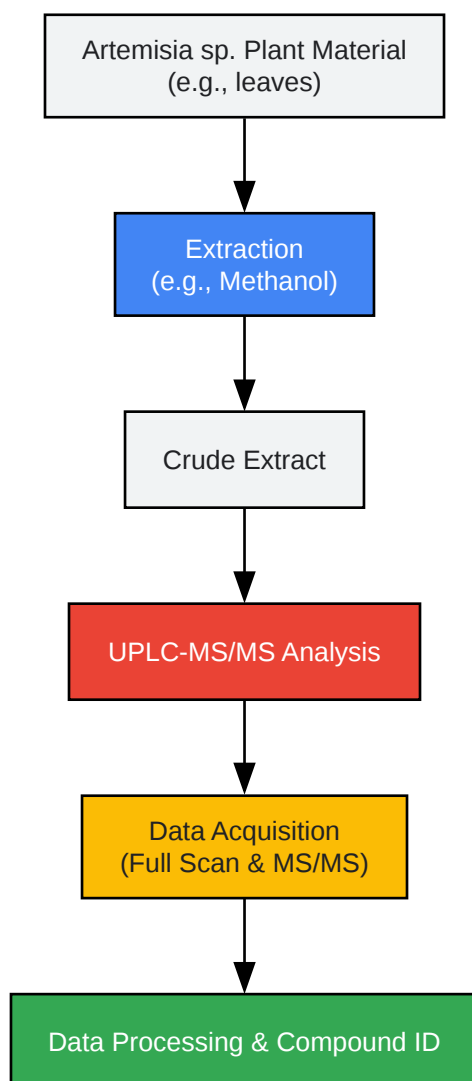 Artemisia sp. Plant Material
(e.g., leaves)
Extraction
(e.g., Methanol)
Crude Extract
UPLC-MS/MS Analysis
Data Acquisition
(Full Scan & MS/MS)
Data Processing & Compound ID